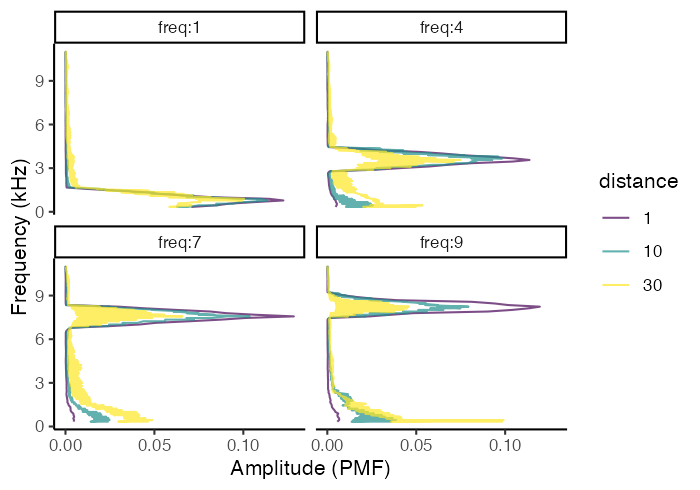 freq:1
freq:4
9
6
3
0
freq:7
freq:9
9
6
3
0
0.00
0.05
0.10
0.00
0.05
0.10
Amplitude (PMF)
Frequency (kHz)
distance
1
10
30